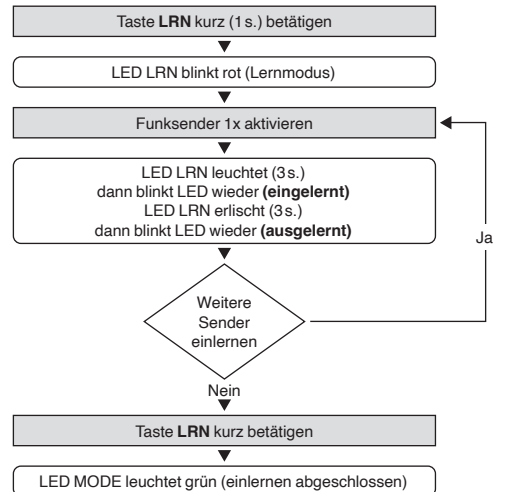 Taste LRN kurz (1 s.) betätigen
LED LRN blinkt rot (Lernmodus)
Funksender 1x aktivieren
LED LRN leuchtet (3 s.)
dann blinkt LED wieder (eingelernt)
LED LRN erlischt (3 s.)
dann blinkt LED wieder (ausgelernt)
Ja
Weitere
Sender
einlernen
Nein
Taste LRN kurz betätigen
LED MODE leuchtet grün (einlernen abgeschlossen)